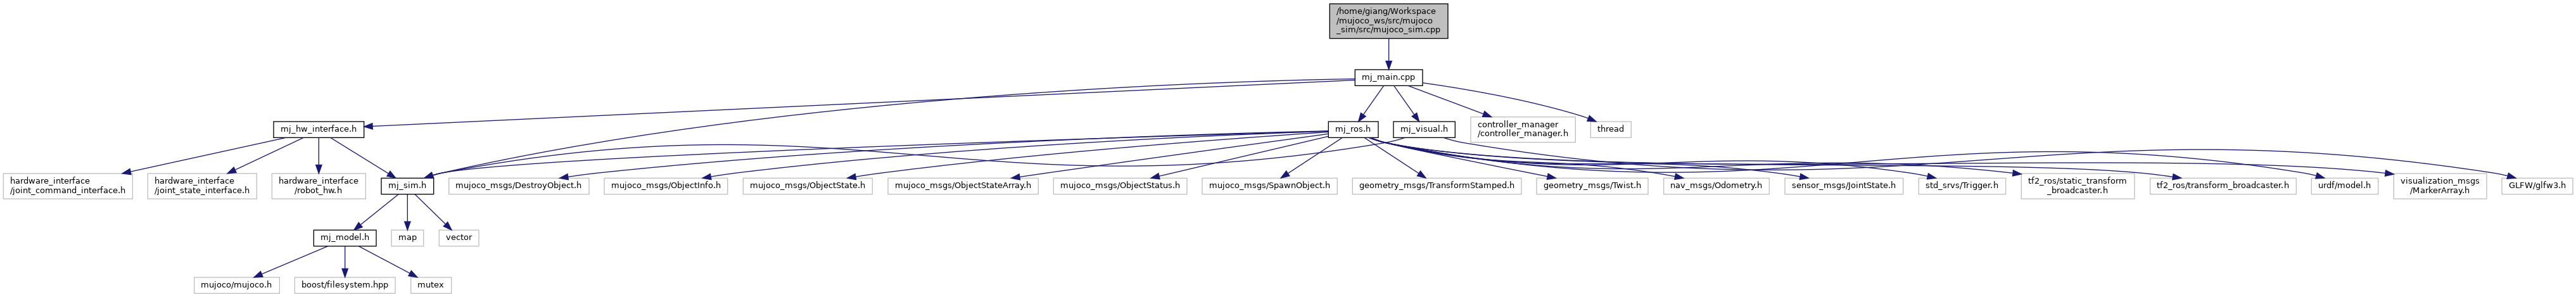 /home/giang/Workspace
/mujoco_ws/src/mujoco
_sim/src/mujoco_sim.cpp
mj_main.cpp
mj_hw_interface.h
mj_ros.h
mj_visual.h
controller_manager
/controller_manager.h
thread
hardware_interface
/joint_command_interface.h
hardware_interface
/joint_state_interface.h
hardware_interface
/robot_hw.h
mj_sim.h
mujoco_msgs/DestroyObject.h
mujoco_msgs/ObjectInfo.h
mujoco_msgs/ObjectState.h
mujoco_msgs/ObjectStateArray.h
mujoco_msgs/ObjectStatus.h
mujoco_msgs/SpawnObject.h
geometry_msgs/TransformStamped.h
geometry_msgs/Twist.h
nav_msgs/Odometry.h
sensor_msgs/JointState.h
std_srvs/Trigger.h
tf2_ros/static_transform
_broadcaster.h
tf2_ros/transform_broadcaster.h
urdf/model.h
visualization_msgs
/MarkerArray.h
GLFW/glfw3.h
mj_model.h
map
vector
mujoco/mujoco.h
boost/filesystem.hpp
mutex